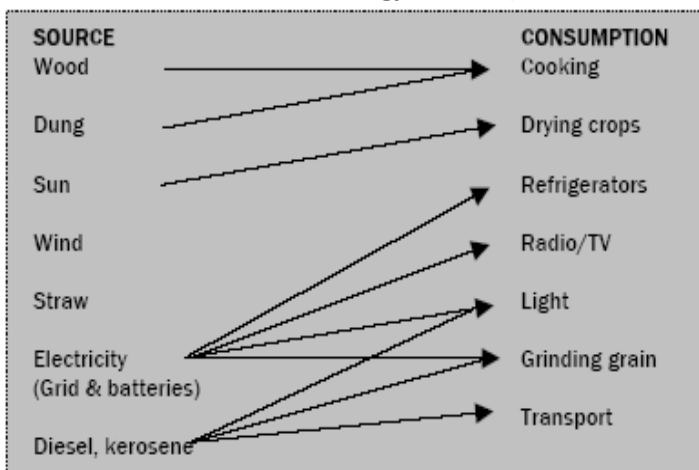 SOURCE
Wood
Dung
Sun
Wind
Straw
Electricity
(Grid & batteries)
Diesel, kerosene
CONSUMPTION
Cooking
Drying crops
Refrigerators
Radio/TV
Light
Grinding grain
Transport